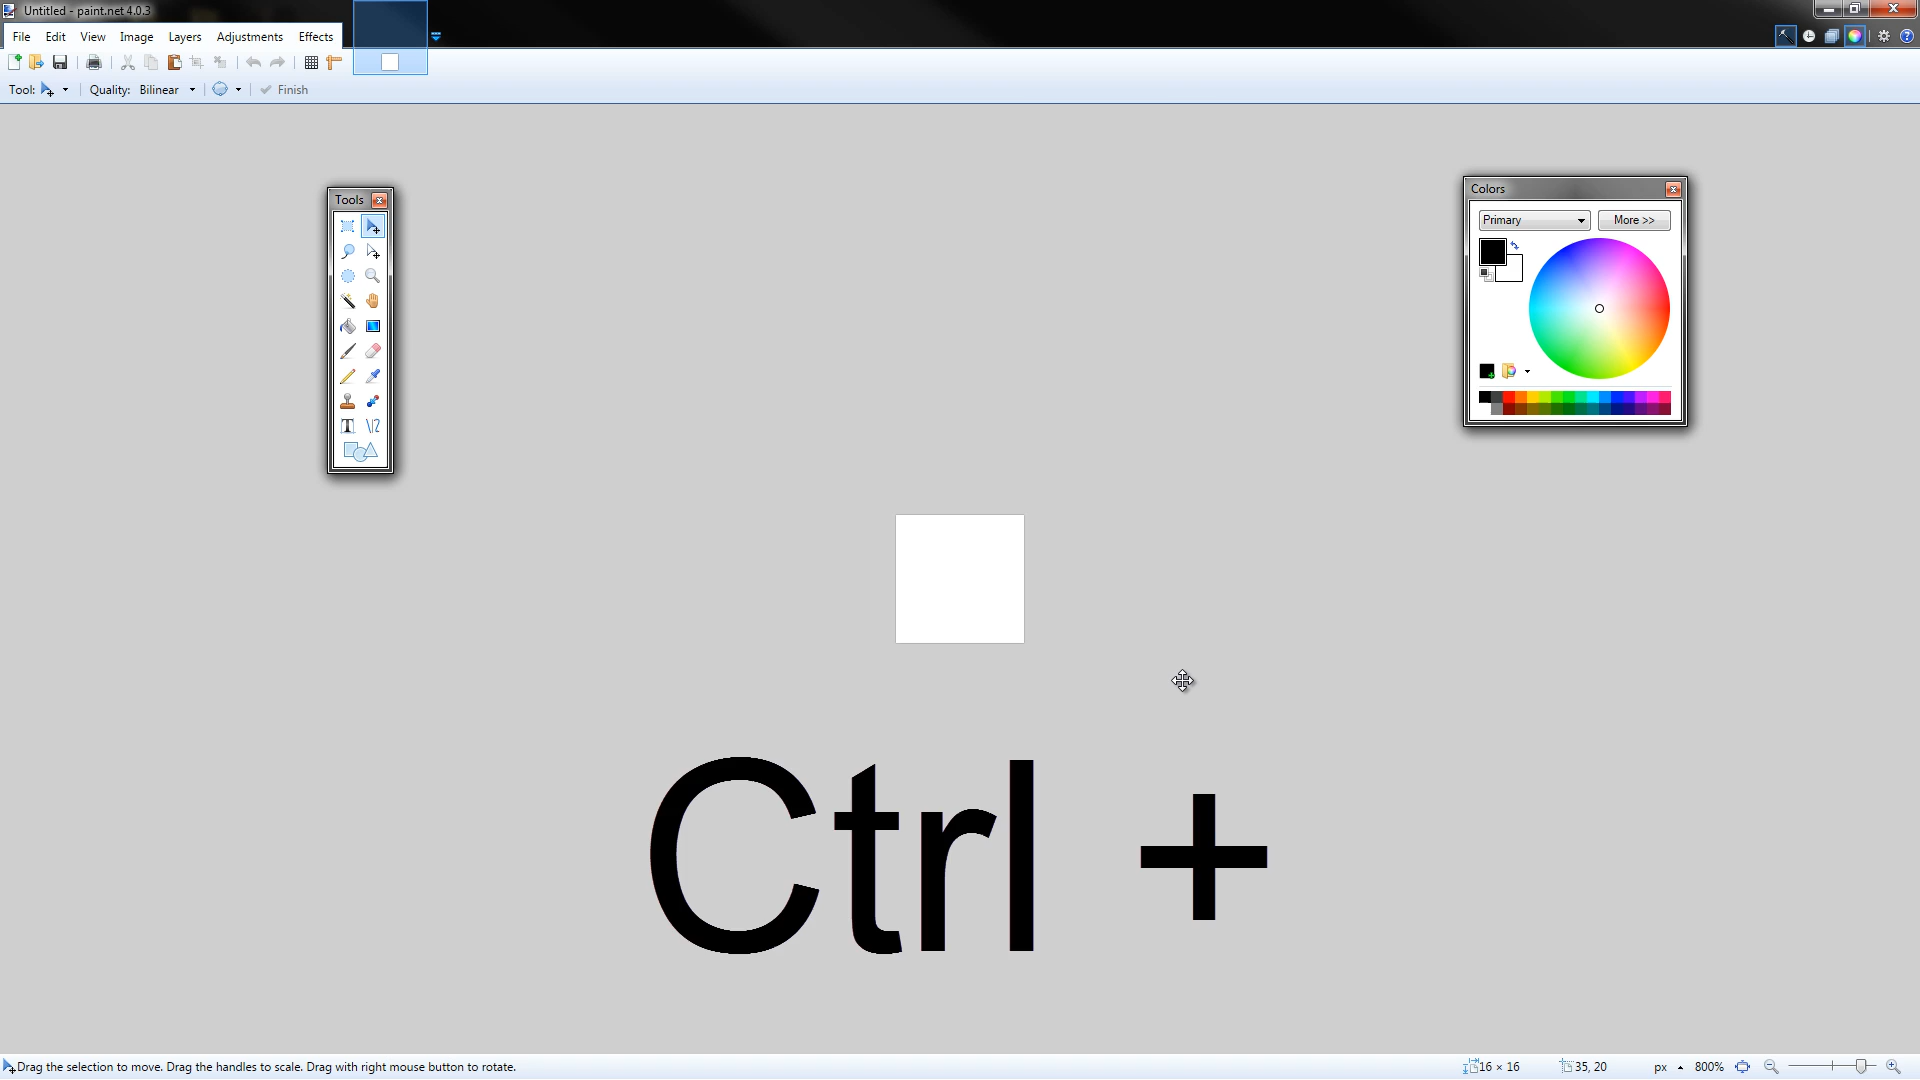 Untitled - paint.net 4.0.3
File Edit View Image Layers Adjustments Effects
Tool: Quality: Bilinear Finish
Tools
Colors
Primary More >>
Ctrl +
Drag the selection to move. Drag the handles to scale. Drag with right mouse button to rotate. 16 × 16 35, 20 px 800%